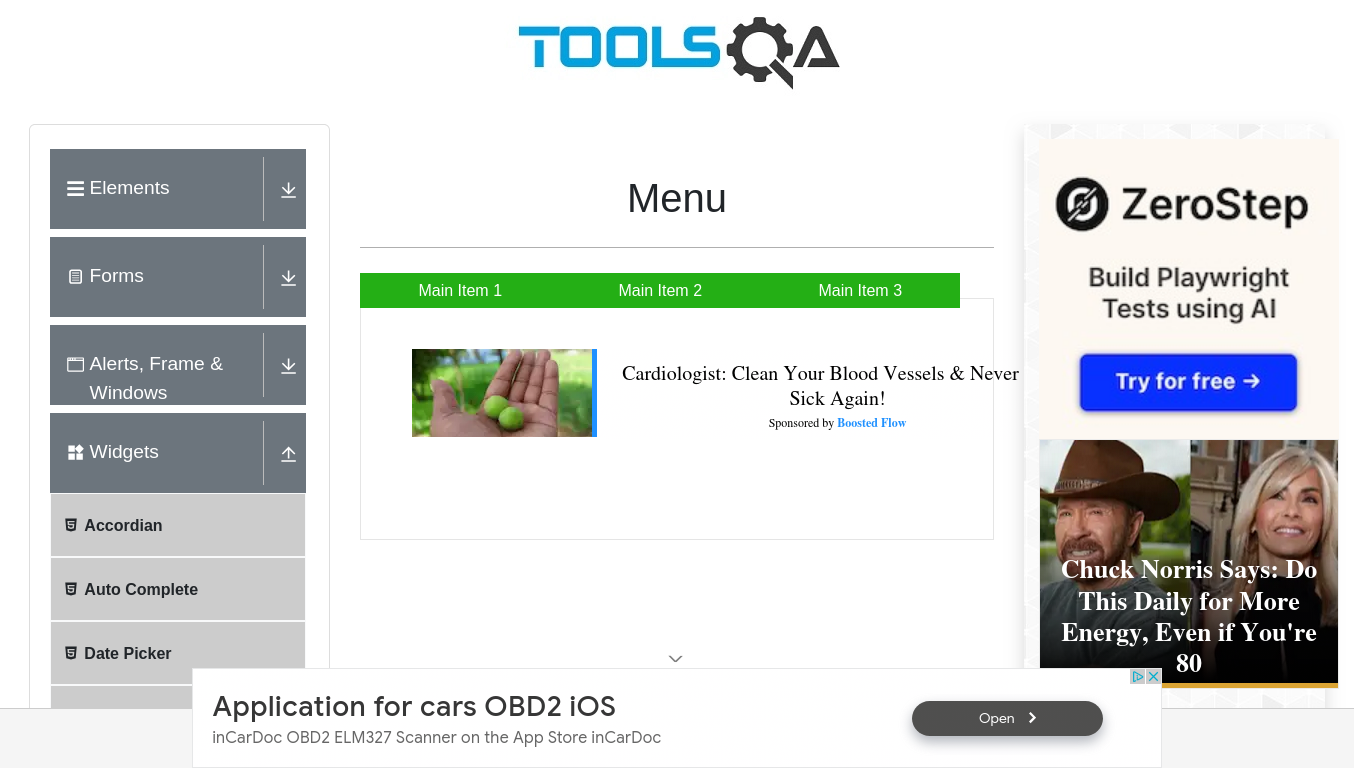 TOOLSQA
Elements
Forms
Alerts, Frame &
Windows
Widgets
Accordian
Auto Complete
Date Picker
Menu
Main Item 1
Main Item 2
Main Item 3
Cardiologist: Clean Your Blood Vessels & Never
Sick Again!
Sponsored by Boosted Flow
ZeroStep
Build Playwright
Tests using AI
Try for free →
Chuck Norris Says: Do
This Daily for More
Energy, Even if You're
80
Application for cars OBD2 iOS
inCarDoc OBD2 ELM327 Scanner on the App Store inCarDoc
Open